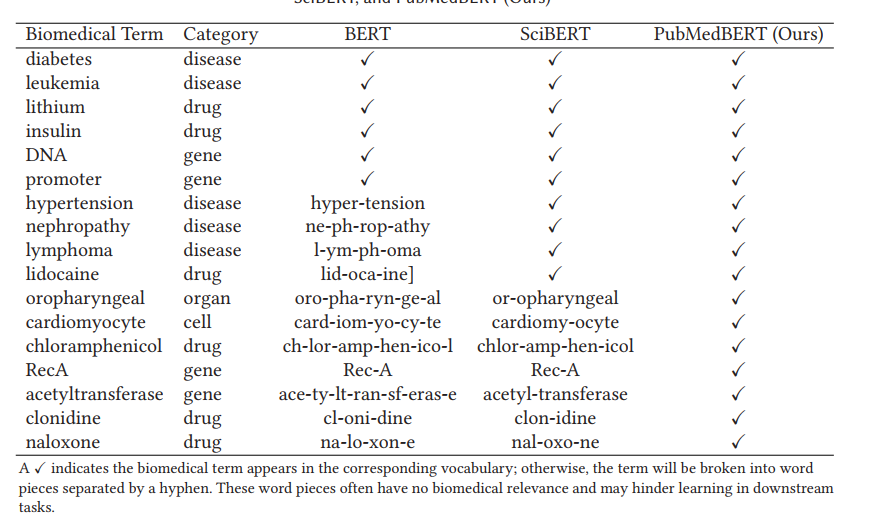 SciBERT, and PubMedBERT (Ours)
Biomedical Term Category BERT SciBERT PubMedBERT (Ours)
diabetes disease ✓ ✓ ✓
leukemia disease ✓ ✓ ✓
lithium drug ✓ ✓ ✓
insulin drug ✓ ✓ ✓
DNA gene ✓ ✓ ✓
promoter gene ✓ ✓ ✓
hypertension disease hyper-tension ✓ ✓
nephropathy disease ne-ph-rop-athy ✓ ✓
lymphoma disease l-ym-ph-oma ✓ ✓
lidocaine drug lid-oca-ine] ✓ ✓
oropharyngeal organ oro-pha-ryn-ge-al or-opharyngeal ✓
cardiomyocyte cell card-iom-yo-cy-te cardiomy-ocyte ✓
chloramphenicol drug ch-lor-amp-hen-ico-l chlor-amp-hen-icol ✓
RecA gene Rec-A Rec-A ✓
acetyltransferase gene ace-ty-lt-ran-sf-eras-e acetyl-transferase ✓
clonidine drug cl-oni-dine clon-idine ✓
naloxone drug na-lo-xon-e nal-oxo-ne ✓
A ✓ indicates the biomedical term appears in the corresponding vocabulary; otherwise, the term will be broken into word
pieces separated by a hyphen. These word pieces often have no biomedical relevance and may hinder learning in downstream
tasks.